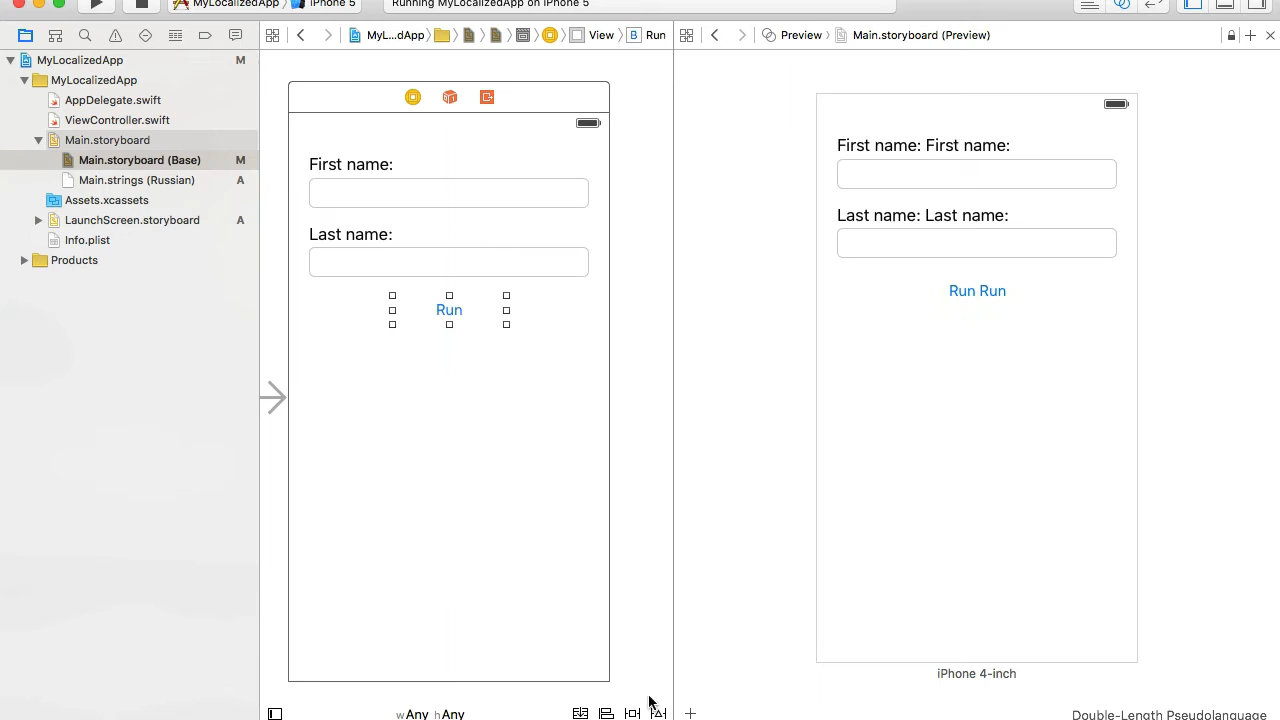 MyLocalizedApp
iPhone 5
Running MyLocalizedApp on iPhone 5
MyL...dApp
View
B
Run
Preview
Main.storyboard (Preview)
MyLocalizedApp
M
MyLocalizedApp
AppDelegate.swift
ViewController.swift
Main.storyboard
Main.storyboard (Base)
M
Main.strings (Russian)
A
Assets.xcassets
LaunchScreen.storyboard
A
Info.plist
Products
First name:
Last name:
Run
First name: First name:
Last name: Last name:
Run Run
iPhone 4-inch
wAny hAny
Double-Length Pseudolanguage